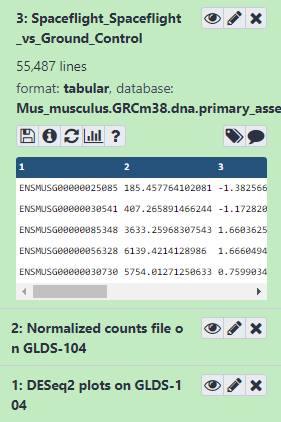 3: Spaceflight_Spaceflight
_vs_Ground_Control
55,487 lines
format: tabular, database:
Mus_musculus.GRCm38.dna.primary_asse
?
1 2 3
ENSMUSG00000025085 185.457764102081 -1.382566
ENSMUSG00000030541 407.265891466244 -1.172820
ENSMUSG00000085348 3633.25968307543 1.6603625
ENSMUSG00000056328 6139.4214128986 1.6660494
ENSMUSG00000030730 5754.01271250633 0.7599034
2: Normalized counts file o
n GLDS-104
1: DESeq2 plots on GLDS-1
04